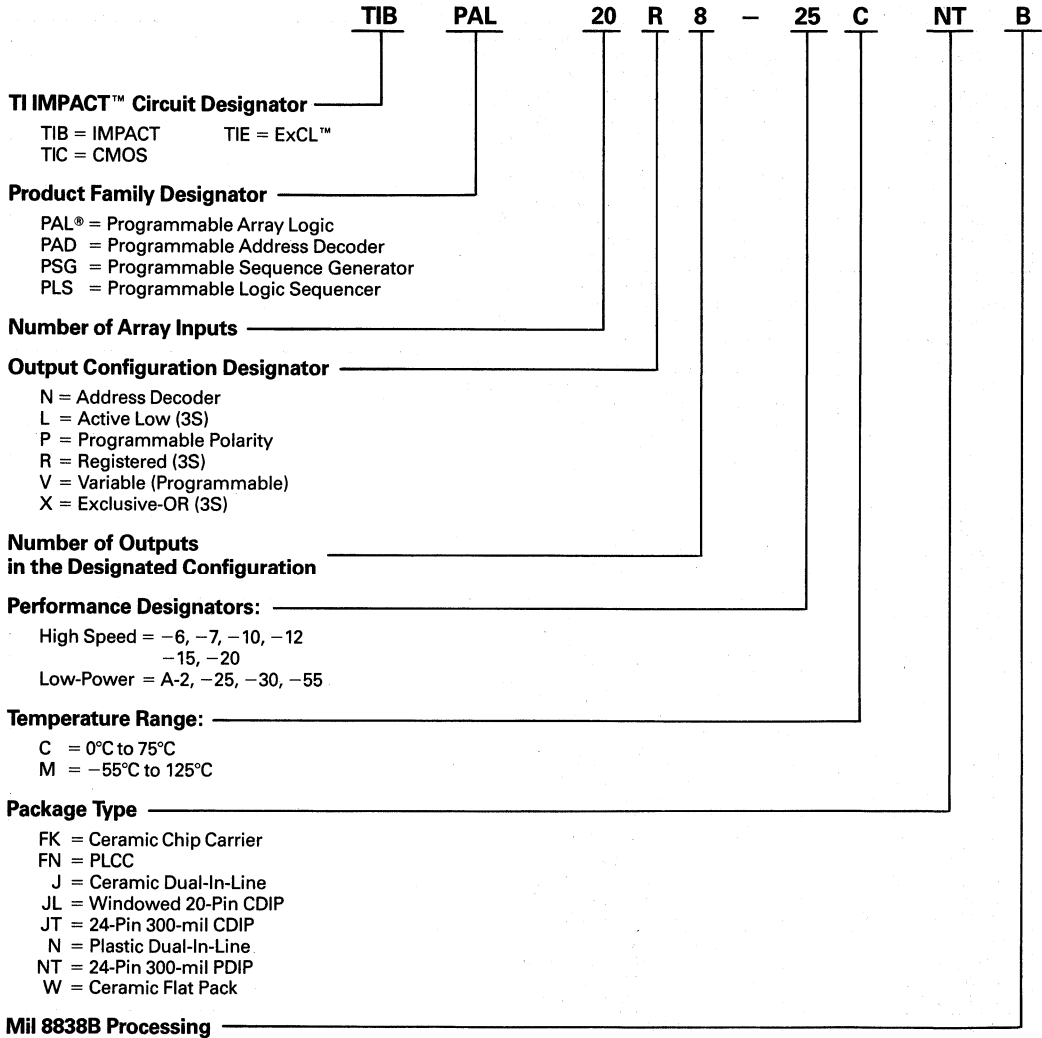 TIB PAL 20 R 8 – 25 C NT B
TI IMPACT™ Circuit Designator
TIB = IMPACT TIE = ExCL™
TIC = CMOS
Product Family Designator
PAL® = Programmable Array Logic
PAD = Programmable Address Decoder
PSG = Programmable Sequence Generator
PLS = Programmable Logic Sequencer
Number of Array Inputs
Output Configuration Designator
N = Address Decoder
L = Active Low (3S)
P = Programmable Polarity
R = Registered (3S)
V = Variable (Programmable)
X = Exclusive-OR (3S)
Number of Outputs
in the Designated Configuration
Performance Designators:
High Speed = −6, −7, −10, −12
−15, −20
Low-Power = A-2, −25, −30, −55
Temperature Range:
C = 0°C to 75°C
M = −55°C to 125°C
Package Type
FK = Ceramic Chip Carrier
FN = PLCC
J = Ceramic Dual-In-Line
JL = Windowed 20-Pin CDIP
JT = 24-Pin 300-mil CDIP
N = Plastic Dual-In-Line
NT = 24-Pin 300-mil PDIP
W = Ceramic Flat Pack
Mil 8838B Processing